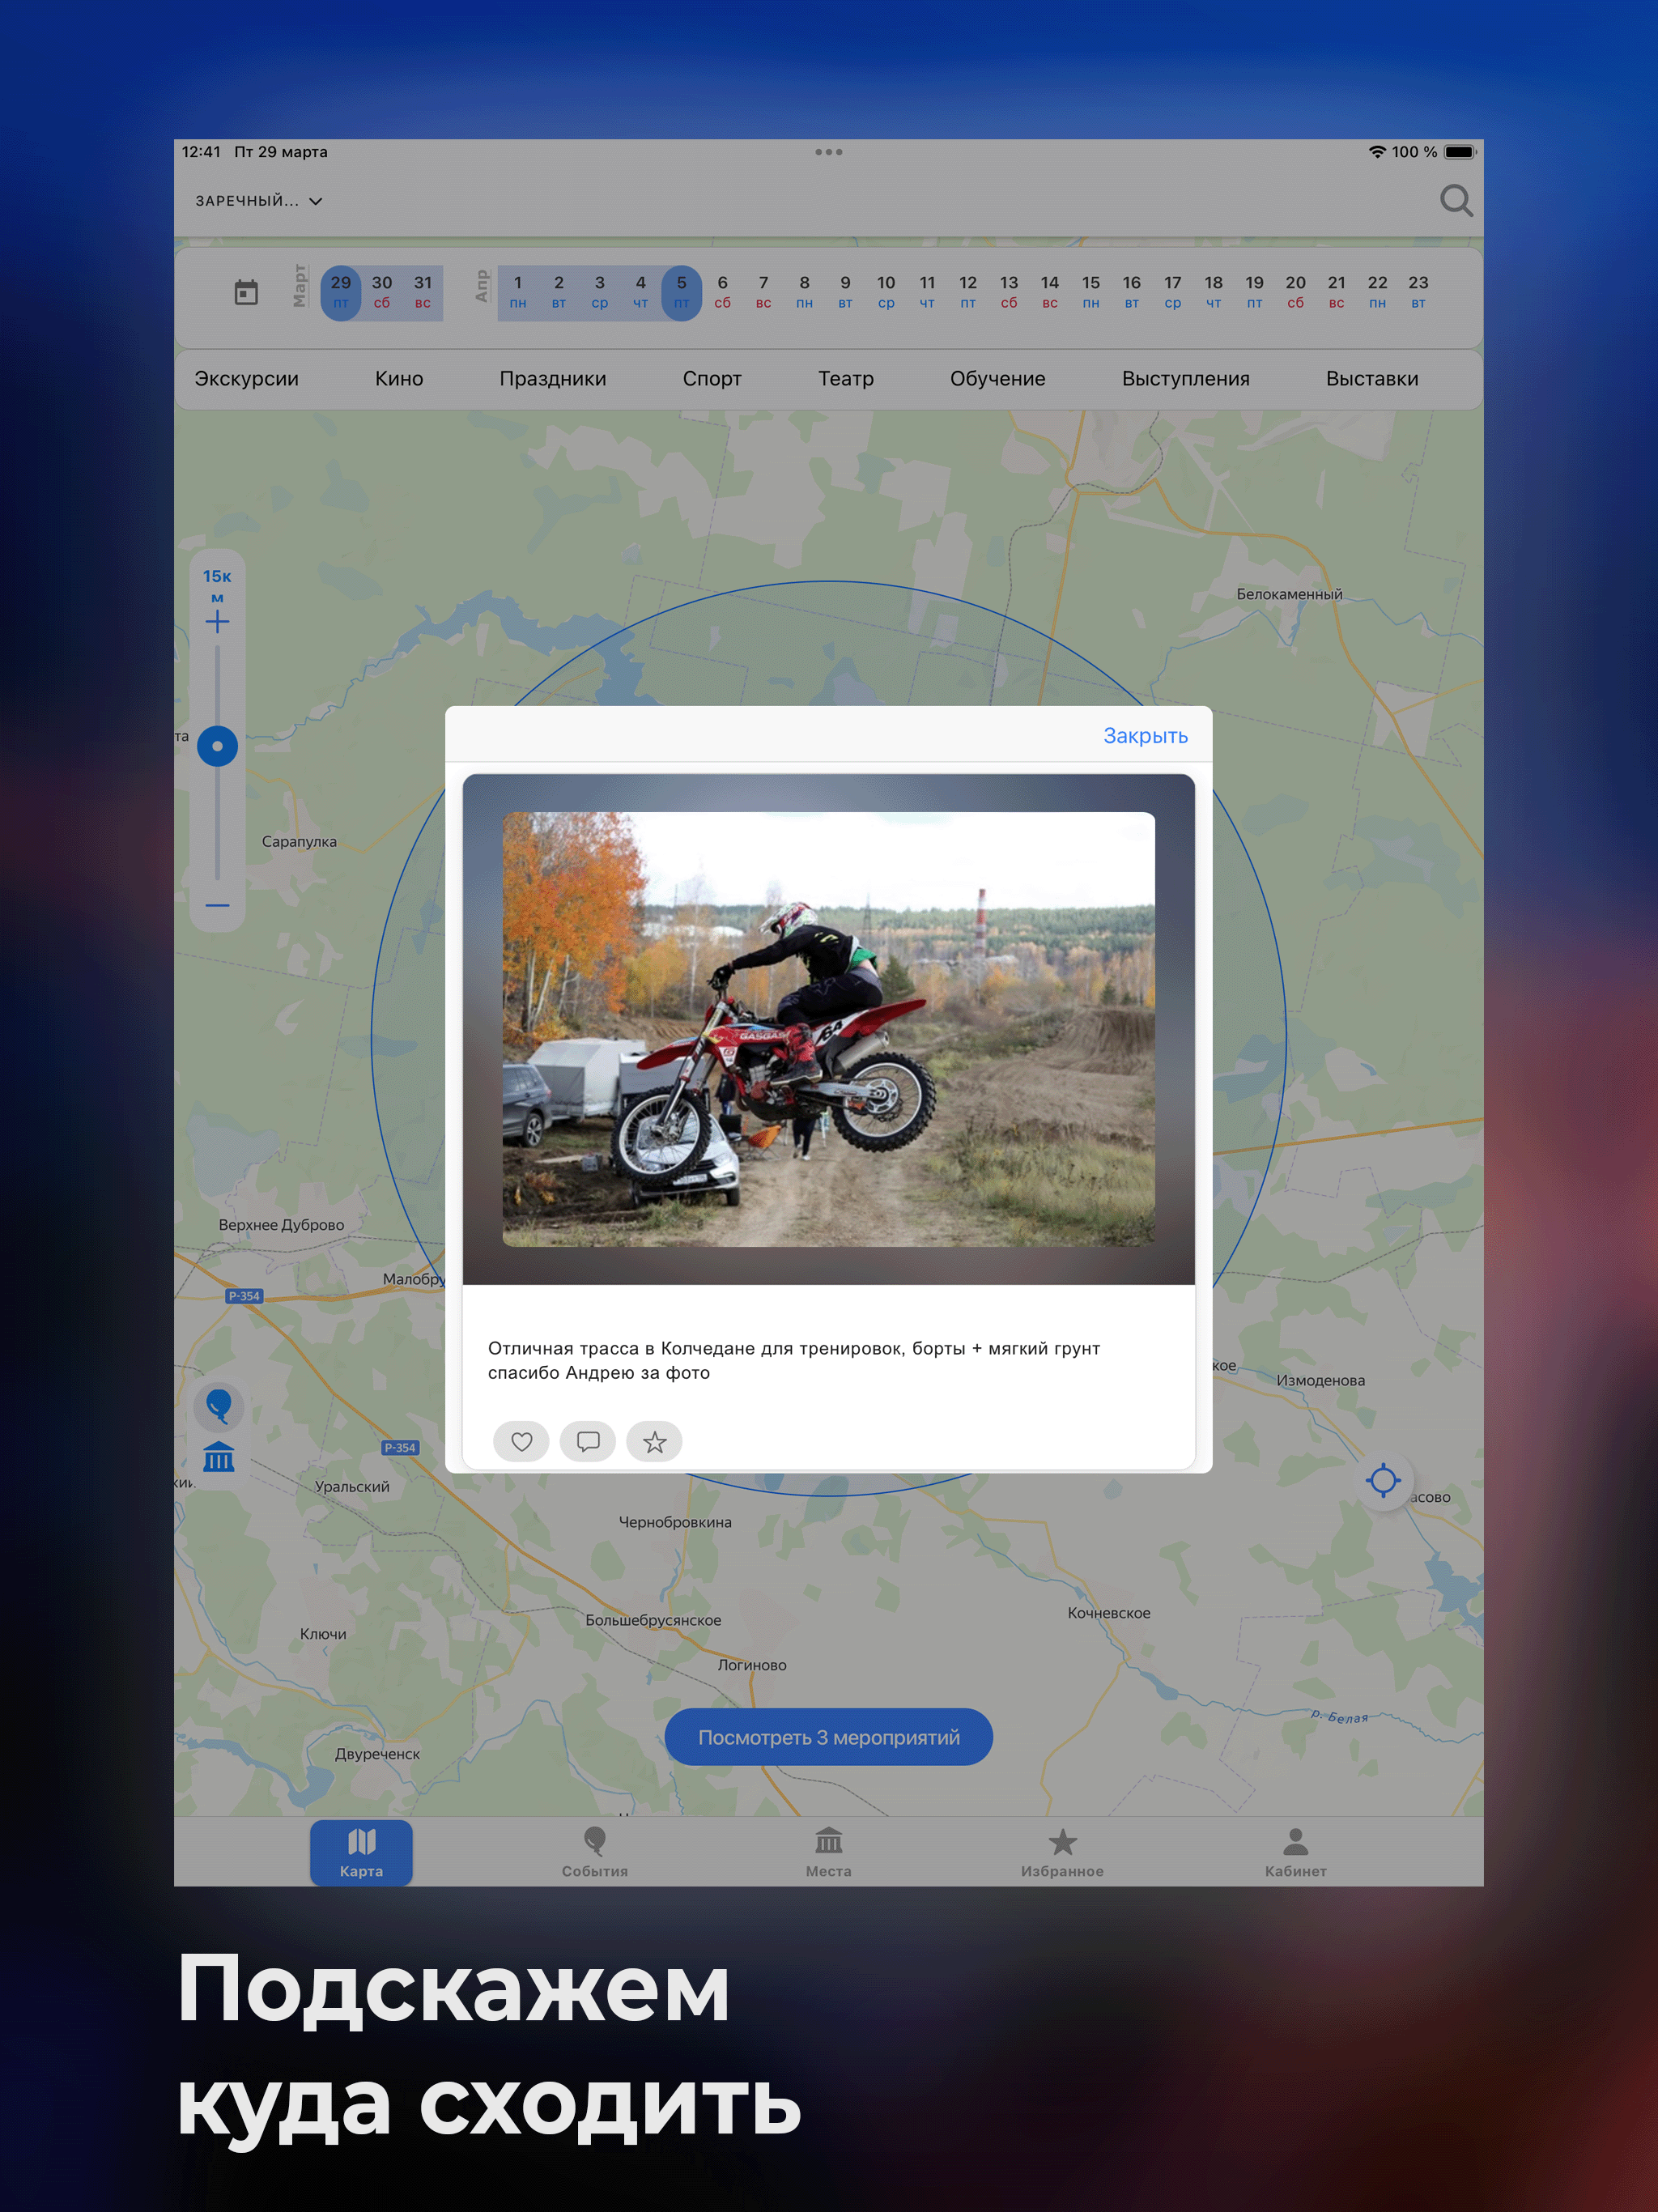 12:41 Пт 29 марта
100 %
ЗАРЕЧНЫЙ...
Март
29 30 31
пт сб вс
Апр
1 2 3 4 5 6 7 8 9 10 11 12 13 14 15 16 17 18 19 20 21 22 23
пн вт ср чт пт сб вс пн вт ср чт пт сб вс пн вт ср чт пт сб вс пн вт
Экскурсии Кино Праздники Спорт Театр Обучение Выступления Выставки
15к
м
Белокаменный
та
Закрыть
Сарапулка
GASGAS
64
Верхнее Дуброво
Малобру
Р-354
Отличная трасса в Колчедане для тренировок, борты + мягкий грунт
спасибо Андрею за фото
кое
Измоденова
Р-354
Уральский
асово
Чернобровкина
Большебрусянское
Кочневское
Ключи
Логиново
р. Белая
Посмотреть 3 мероприятий
Двуреченск
Карта События Места Избранное Кабинет
Подскажем
куда сходить